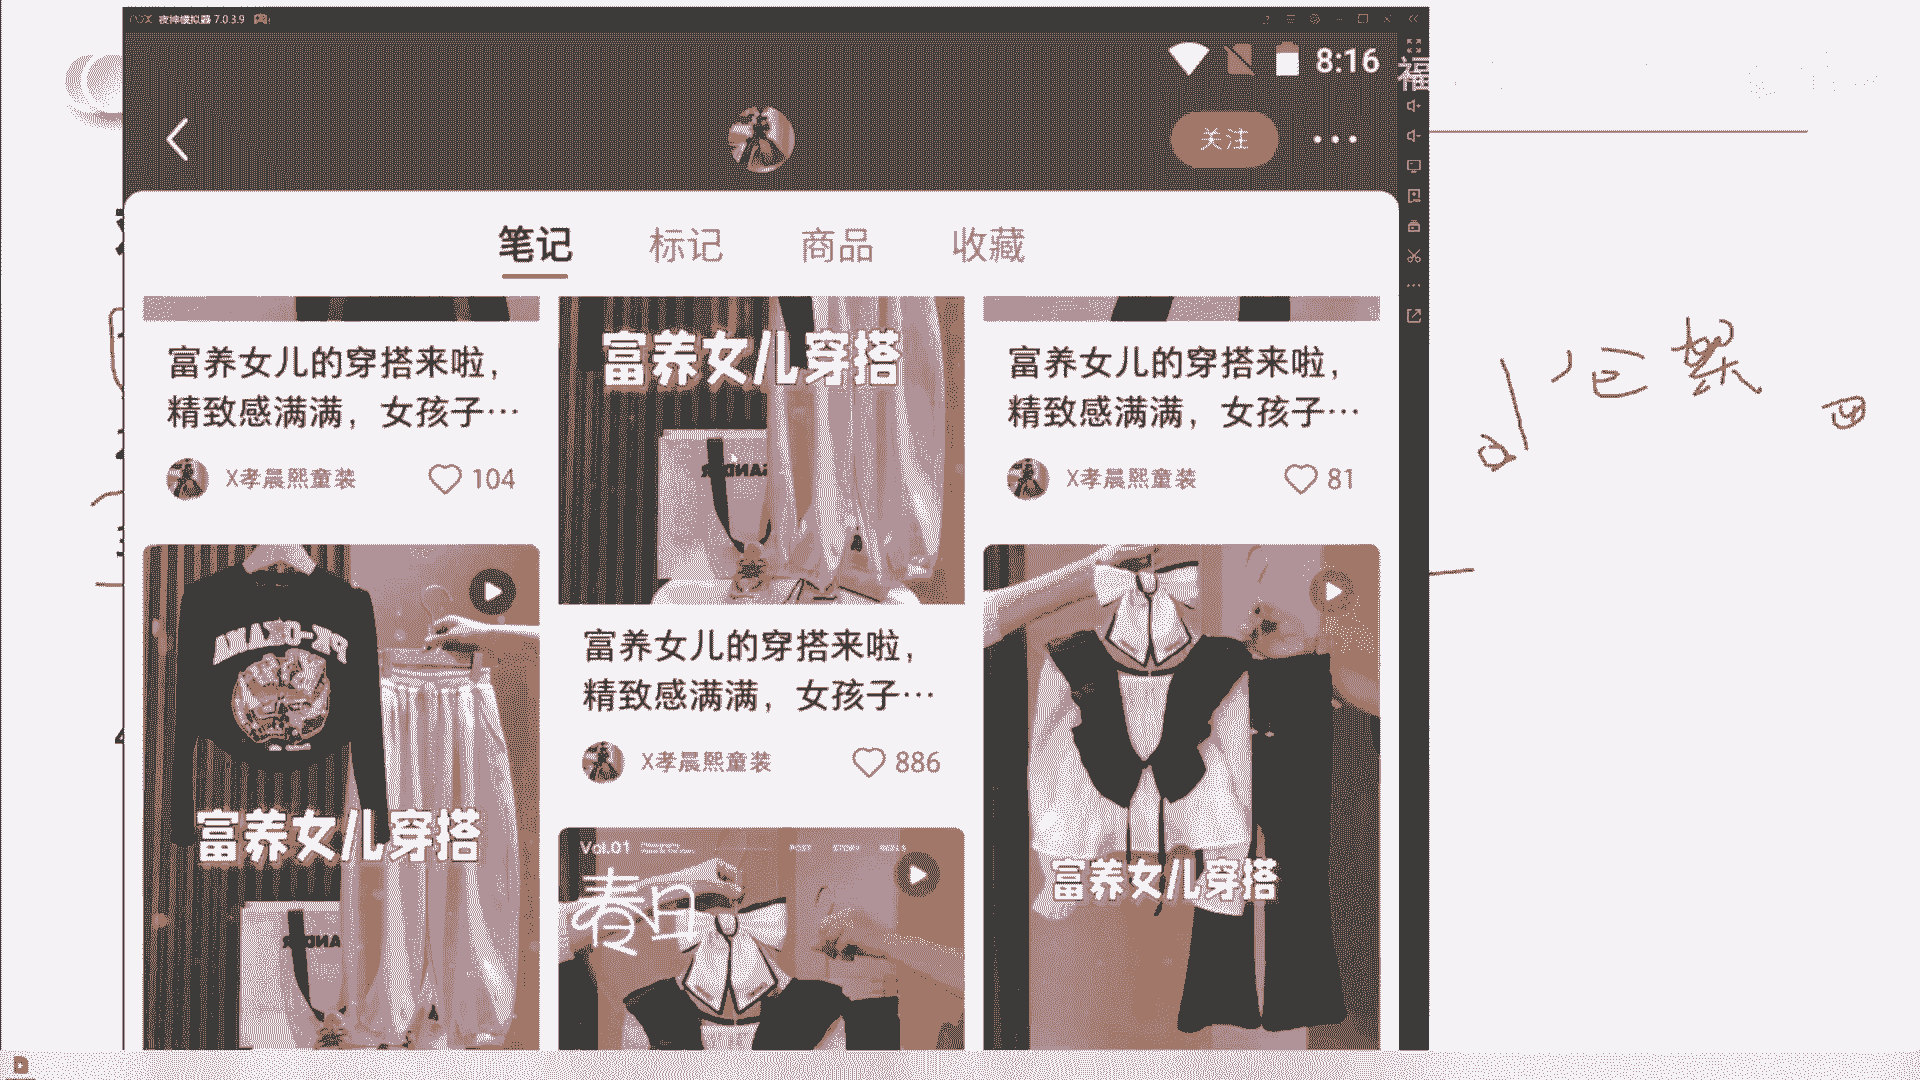 夜神模拟器 7.0.3.9
8:16
福
关注
笔记 标记 商品 收藏
富养女儿的穿搭来啦，
精致感满满，女孩子…
X孝晨熙童装 104
富养女儿穿搭
富养女儿穿搭
富养女儿的穿搭来啦，
精致感满满，女孩子…
X孝晨熙童装 886
Vol.01
春日
富养女儿的穿搭来啦，
精致感满满，女孩子…
X孝晨熙童装 81
富养女儿穿搭